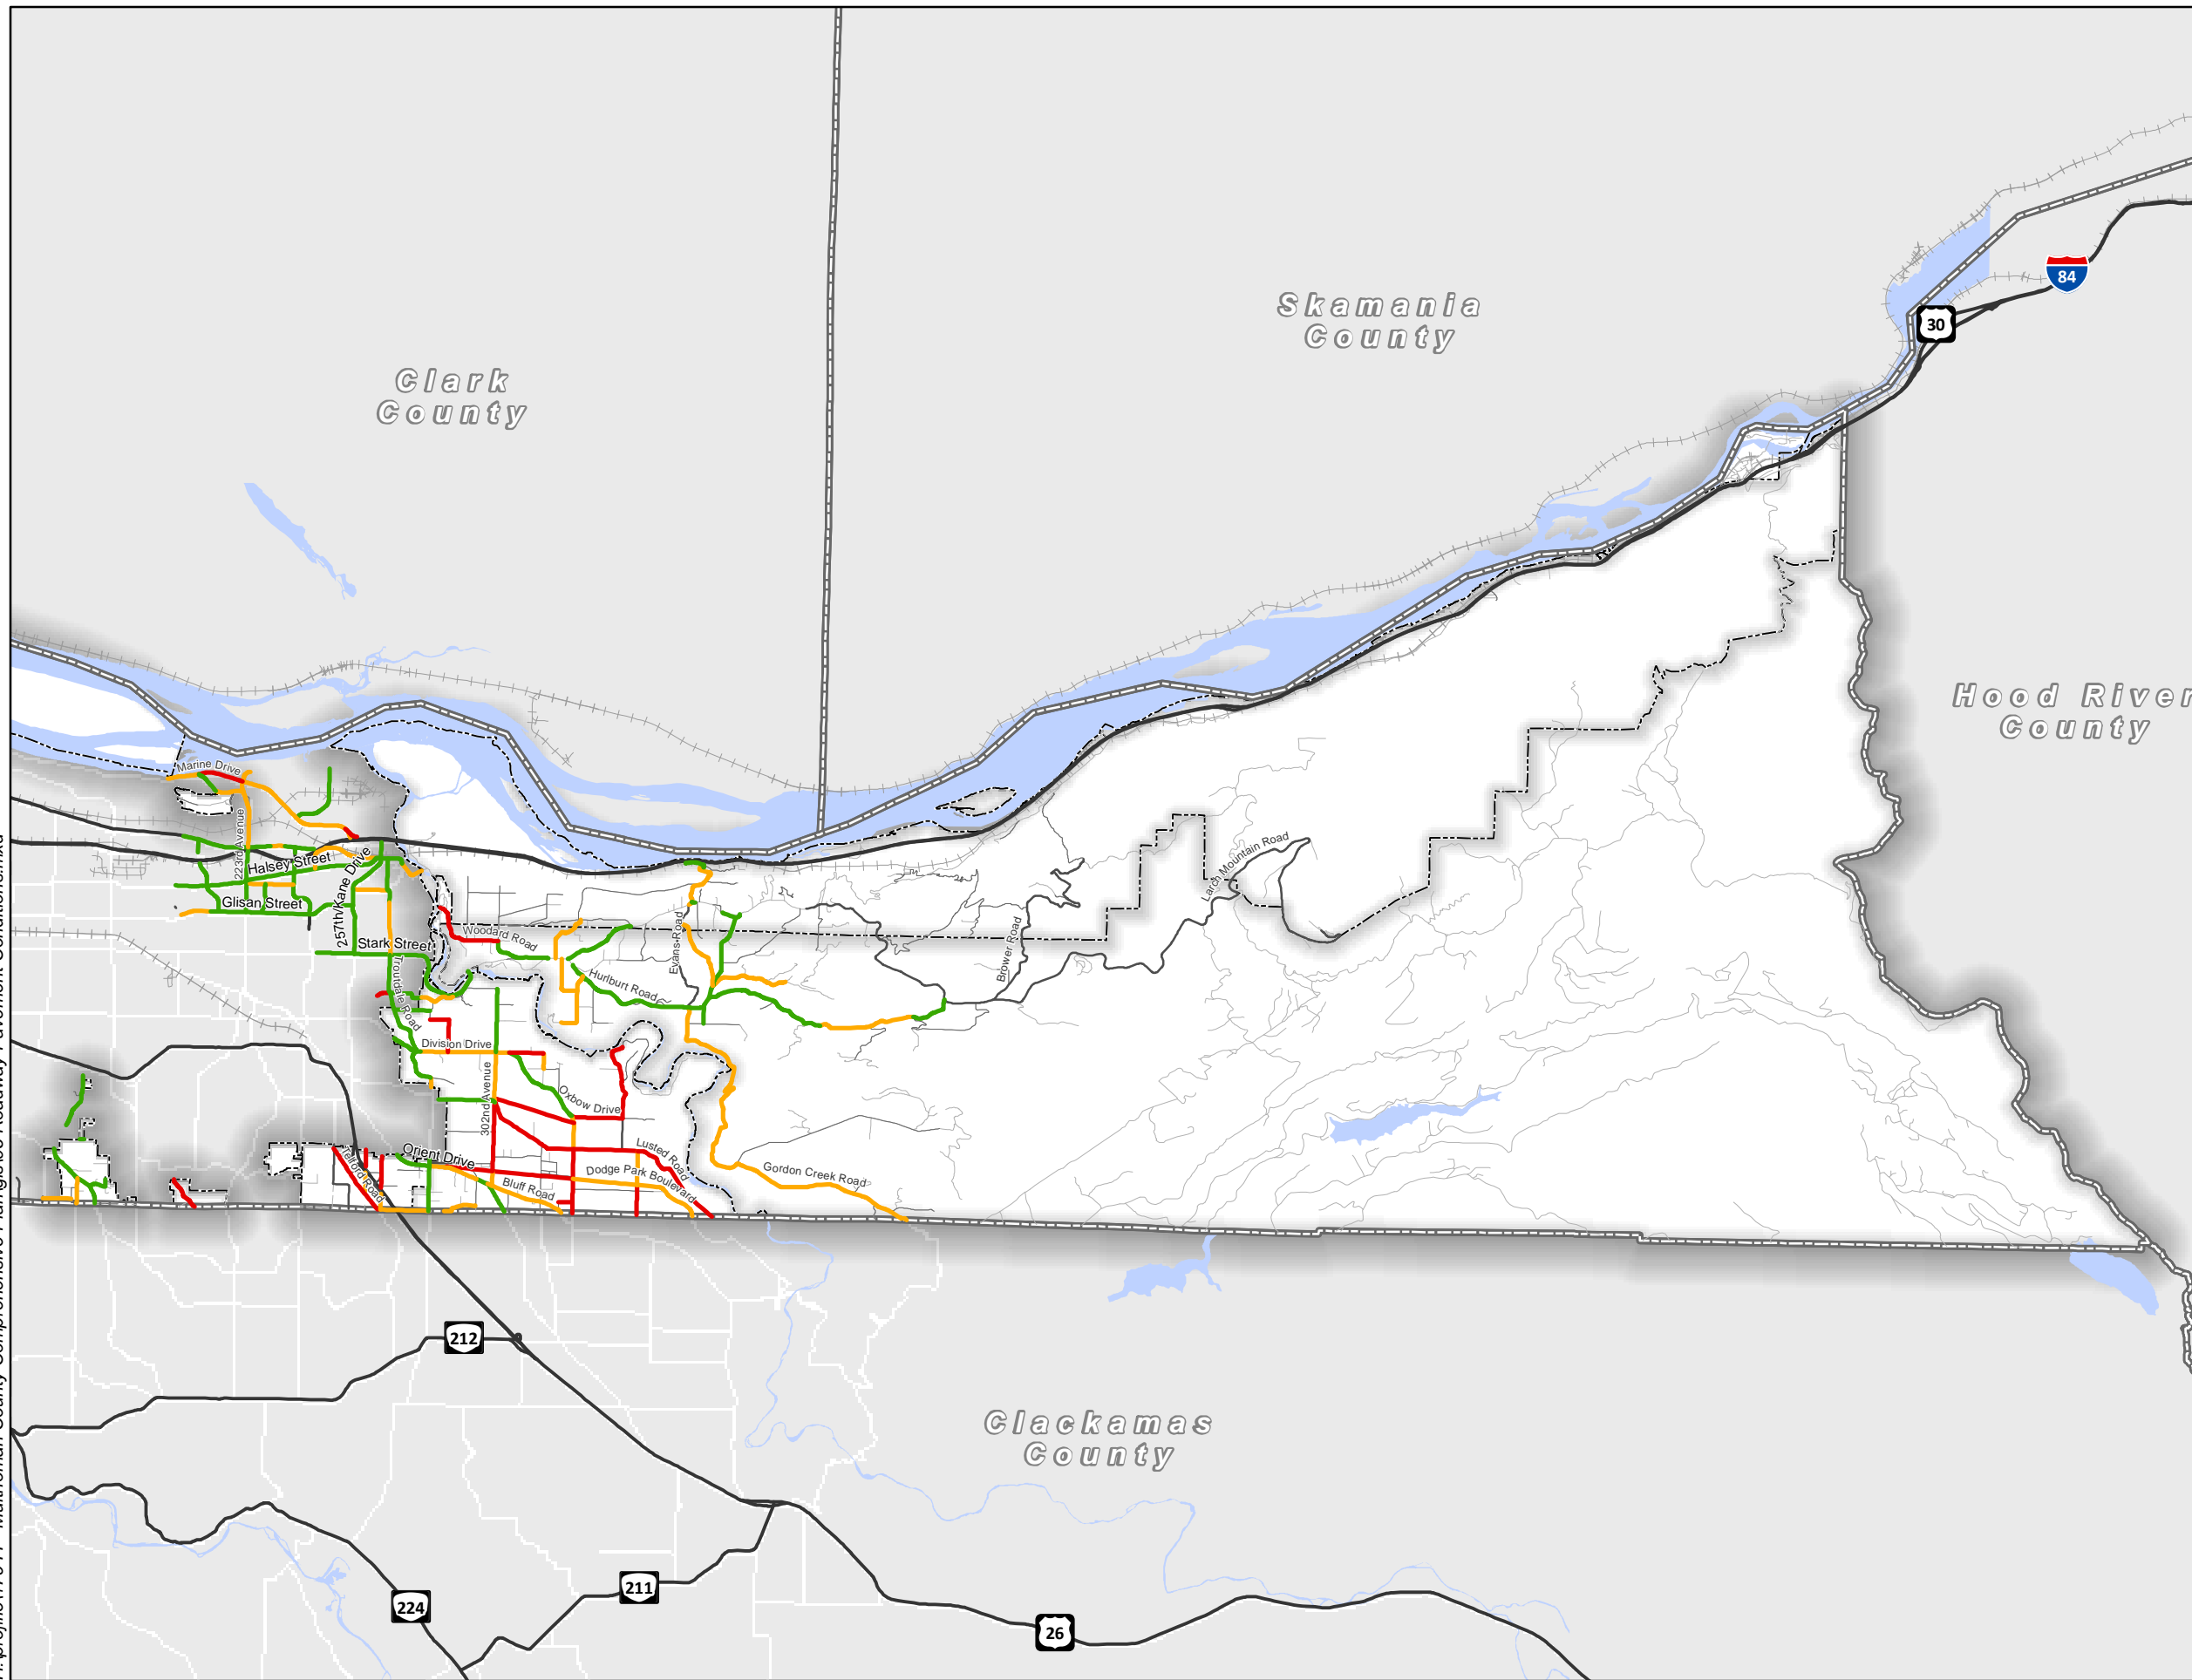 84
30
Skamania
County
Clark
County
Hood River
County
Marine Drive
223rd Avenue
Halsey Street
257th/Kane Drive
Glisan Street
Stark Street
Troutdale Road
Woodard Road
Evans Road
Hurlburt Road
Brower Road
Larch Mountain Road
Division Drive
302nd Avenue
Oxbow Drive
Orient Drive
Telford Road
Lusted Road
Dodge Park Boulevard
Bluff Road
Gordon Creek Road
212
Clackamas
County
211
224
26